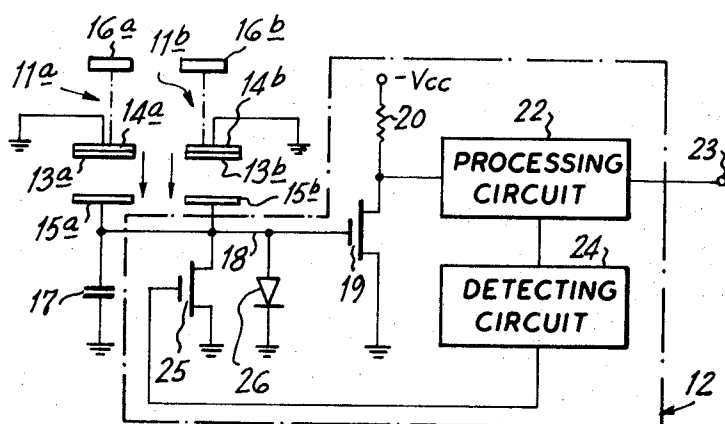 16a 11b 16b
11a
14a 14b -Vcc
20 22 23
13a 13b PROCESSING
CIRCUIT
15a 15b
18 19 24
17 DETECTING
CIRCUIT
25 26
12